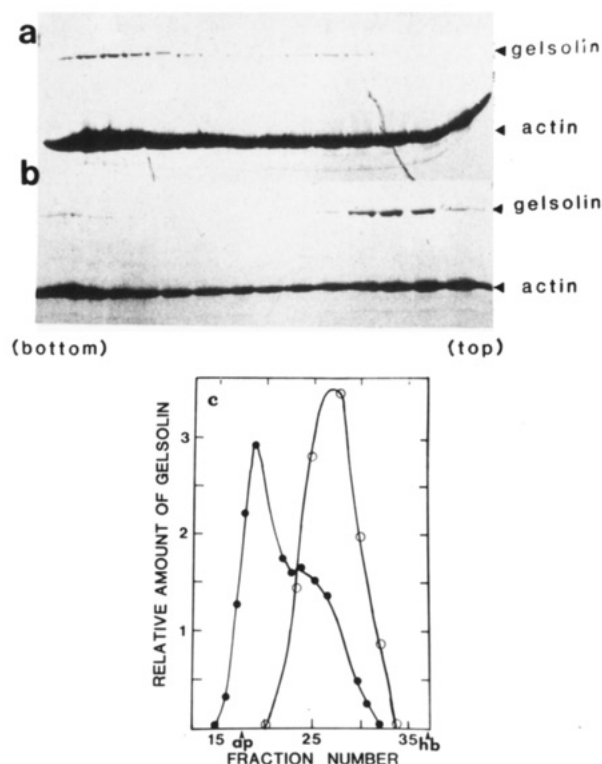 a
gelsolin
actin
b
gelsolin
actin
(bottom) (top)
c
RELATIVE AMOUNT OF GELSOLIN
3
2
1
15 ap 25 35 hb
FRACTION NUMBER